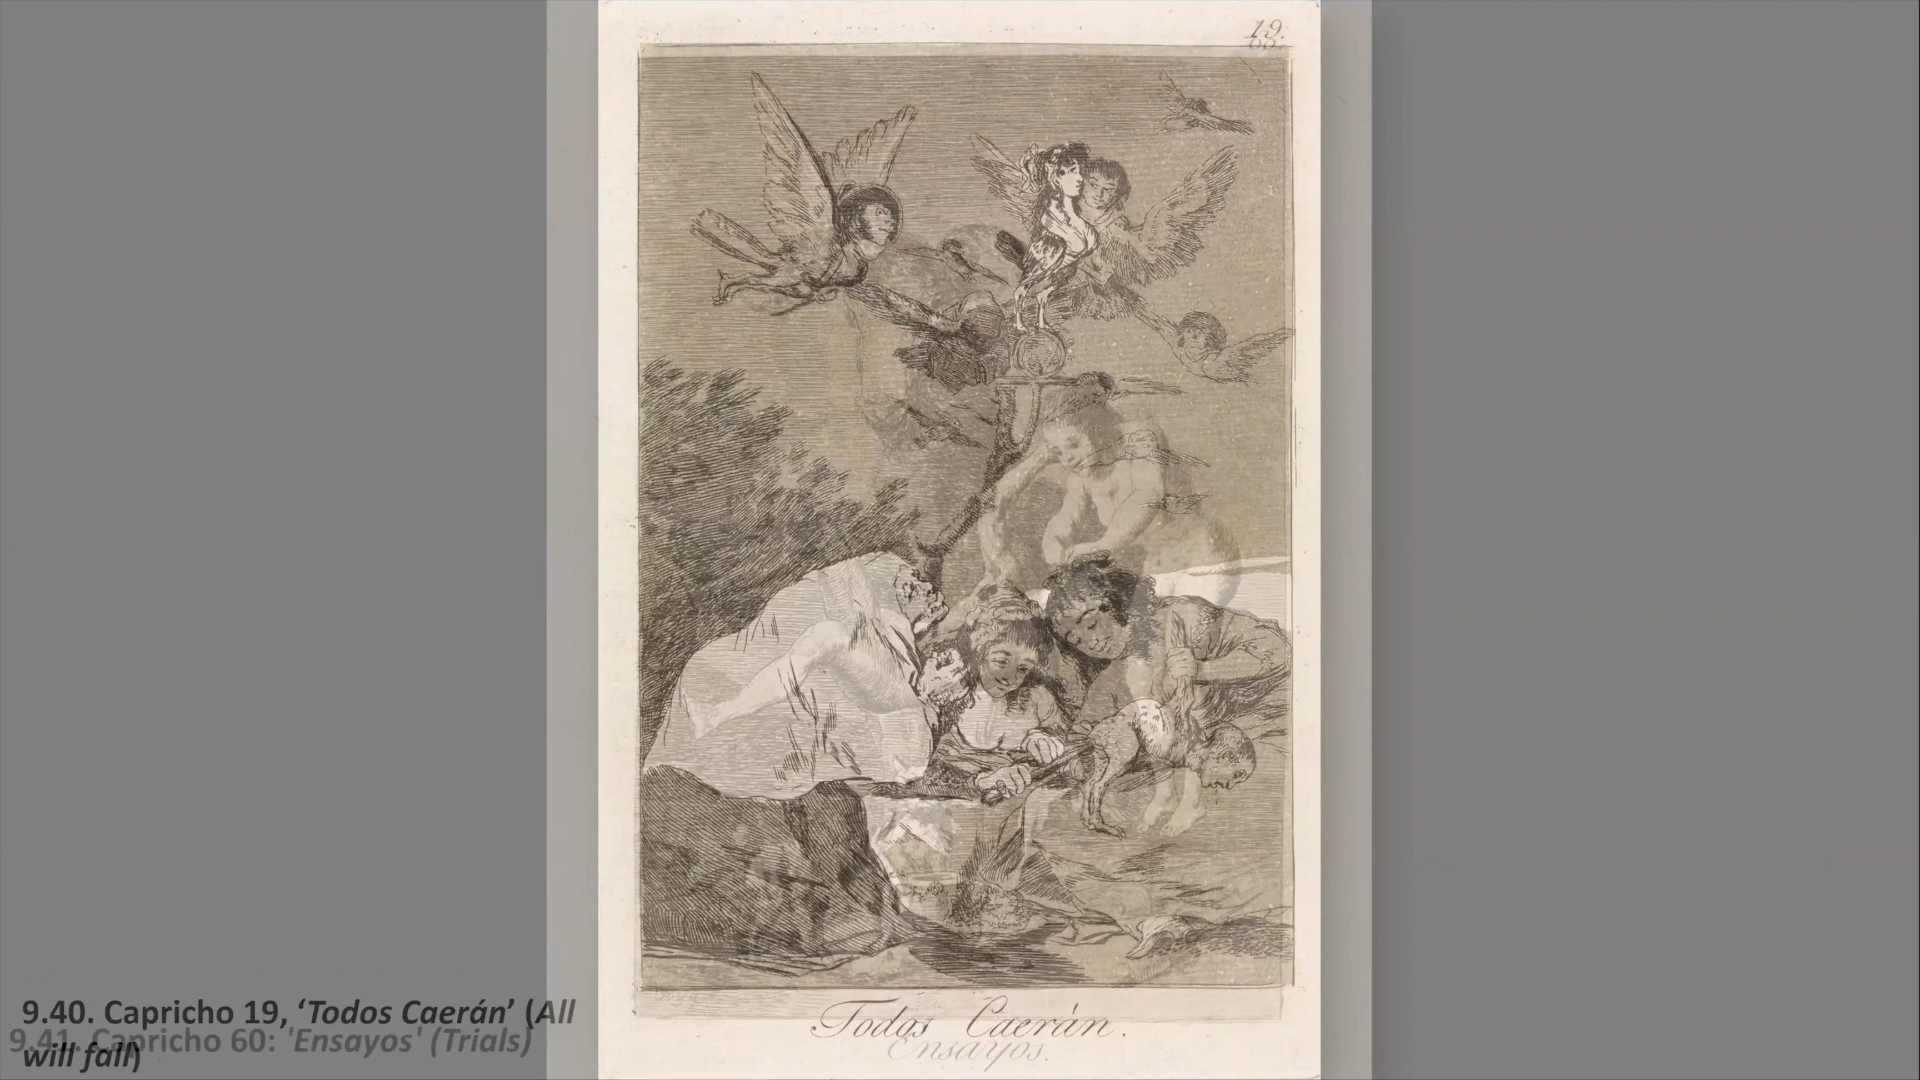 19.
60.
Todos Caerán.
Ensayos.
9.40. Capricho 19, ‘Todos Caerán’ (All
will fall)
9.41. Capricho 60: 'Ensayos' (Trials)